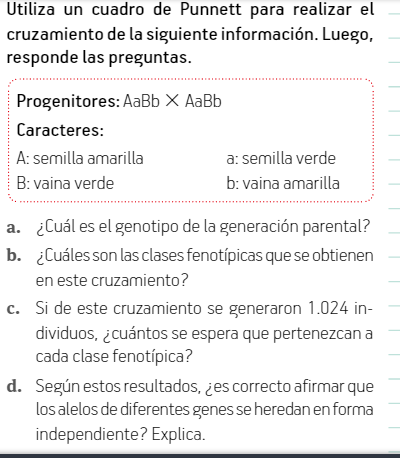 Utiliza un cuadro de Punnett para realizar el
cruzamiento de la siguiente información. Luego,
responde las preguntas.
Progenitores: AaBb × AaBb
Caracteres:
A: semilla amarilla a: semilla verde
B: vaina verde b: vaina amarilla
a. ¿Cuál es el genotipo de la generación parental?
b. ¿Cuáles son las clases fenotípicas que se obtienen
en este cruzamiento?
c. Si de este cruzamiento se generaron 1.024 in-
dividuos, ¿cuántos se espera que pertenezcan a
cada clase fenotípica?
d. Según estos resultados, ¿es correcto afirmar que
los alelos de diferentes genes se heredan en forma
independiente? Explica.